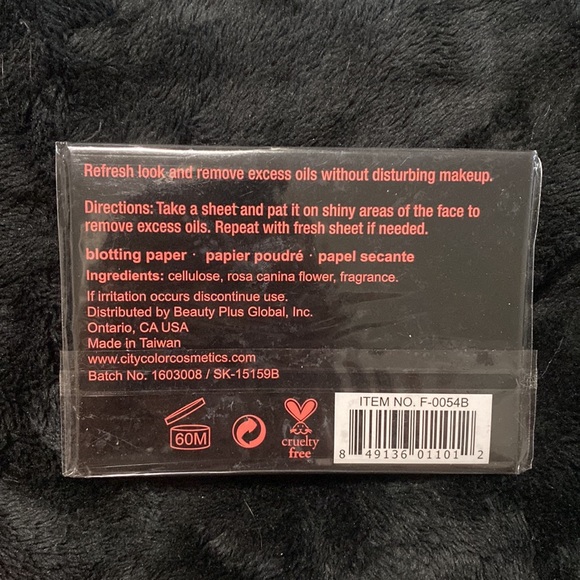 Refresh look and remove excess oils without disturbing makeup.
Directions: Take a sheet and pat it on shiny areas of the face to
remove excess oils. Repeat with fresh sheet if needed.
blotting paper · papier poudré · papel secante
Ingredients: cellulose, rosa canina flower, fragrance.
If irritation occurs discontinue use.
Distributed by Beauty Plus Global, Inc.
Ontario, CA USA
Made in Taiwan
www.citycolorcosmetics.com
Batch No. 1603008 / SK-15159B
60M
cruelty
free
ITEM NO. F-0054B
8 49136 01101 2